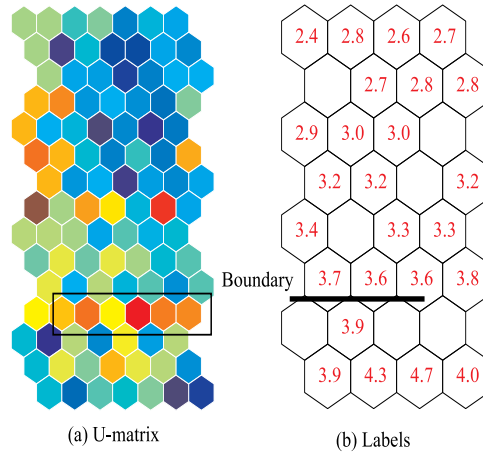 2.4 2.8 2.6 2.7
2.7 2.8 2.8
2.9 3.0 3.0
3.2 3.2 3.2
3.4 3.3 3.3
Boundary 3.7 3.6 3.6 3.8
3.9
3.9 4.3 4.7 4.0
(a) U-matrix
(b) Labels